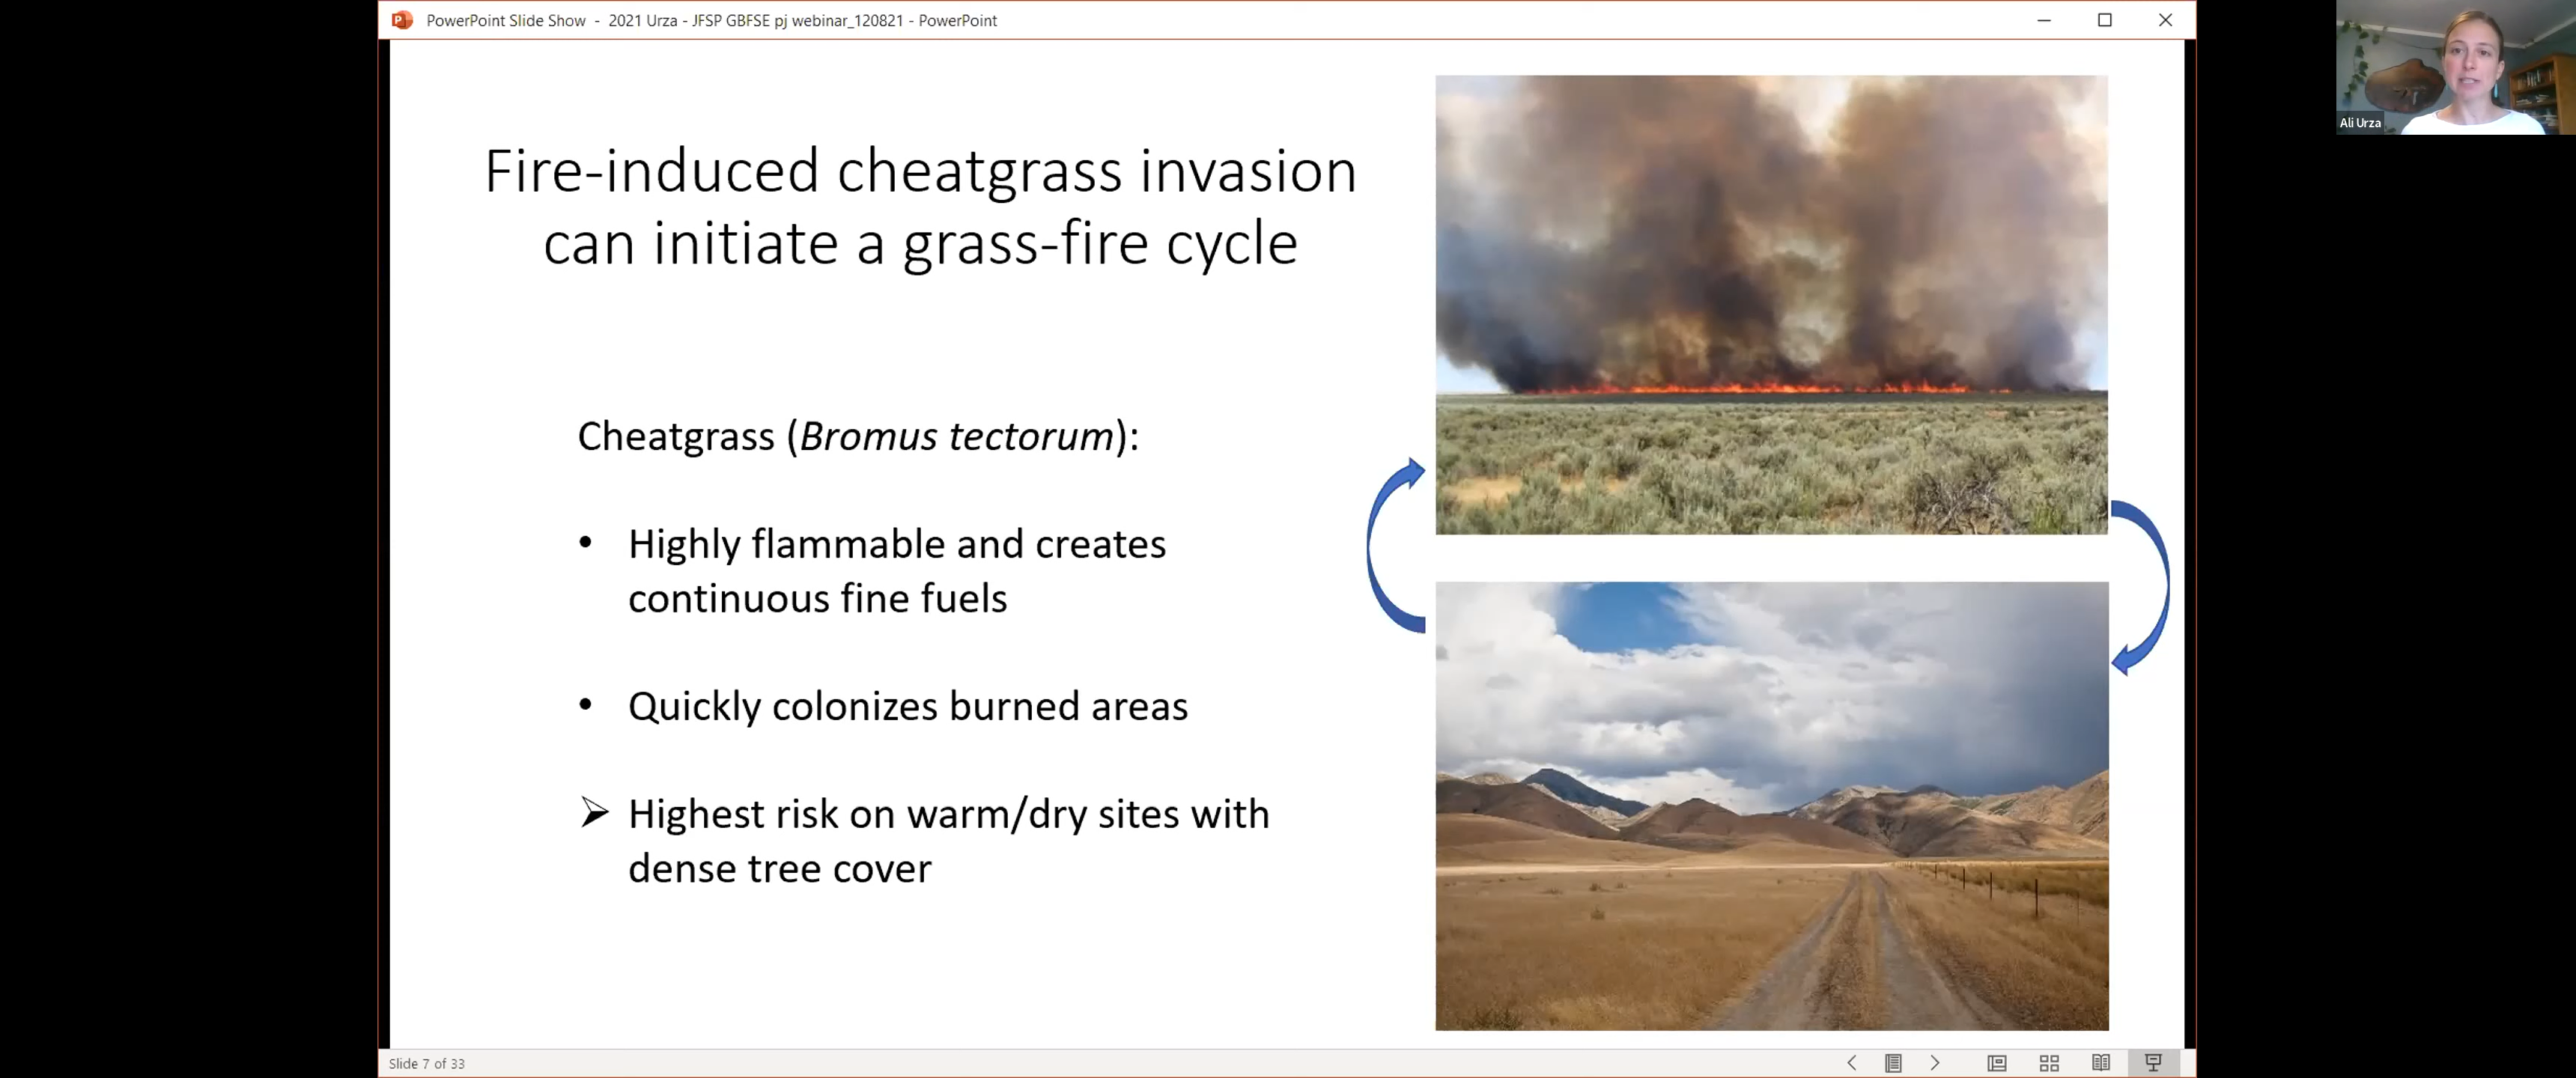 PowerPoint Slide Show - 2021 Urza - JFSP GBFSE pj webinar_120821 - PowerPoint
Ali Urza
Fire-induced cheatgrass invasion
can initiate a grass-fire cycle
Cheatgrass (Bromus tectorum):
• Highly flammable and creates
continuous fine fuels
• Quickly colonizes burned areas
➢ Highest risk on warm/dry sites with
dense tree cover
Slide 7 of 33